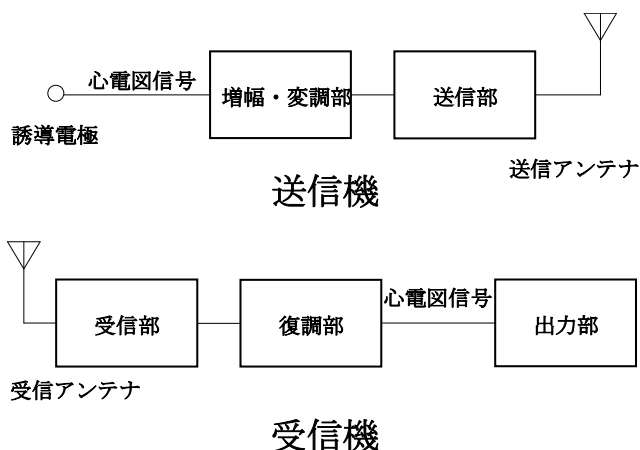 心電図信号
増幅・変調部
送信部
誘導電極
送信アンテナ
送信機
受信部
復調部
心電図信号
出力部
受信アンテナ
受信機